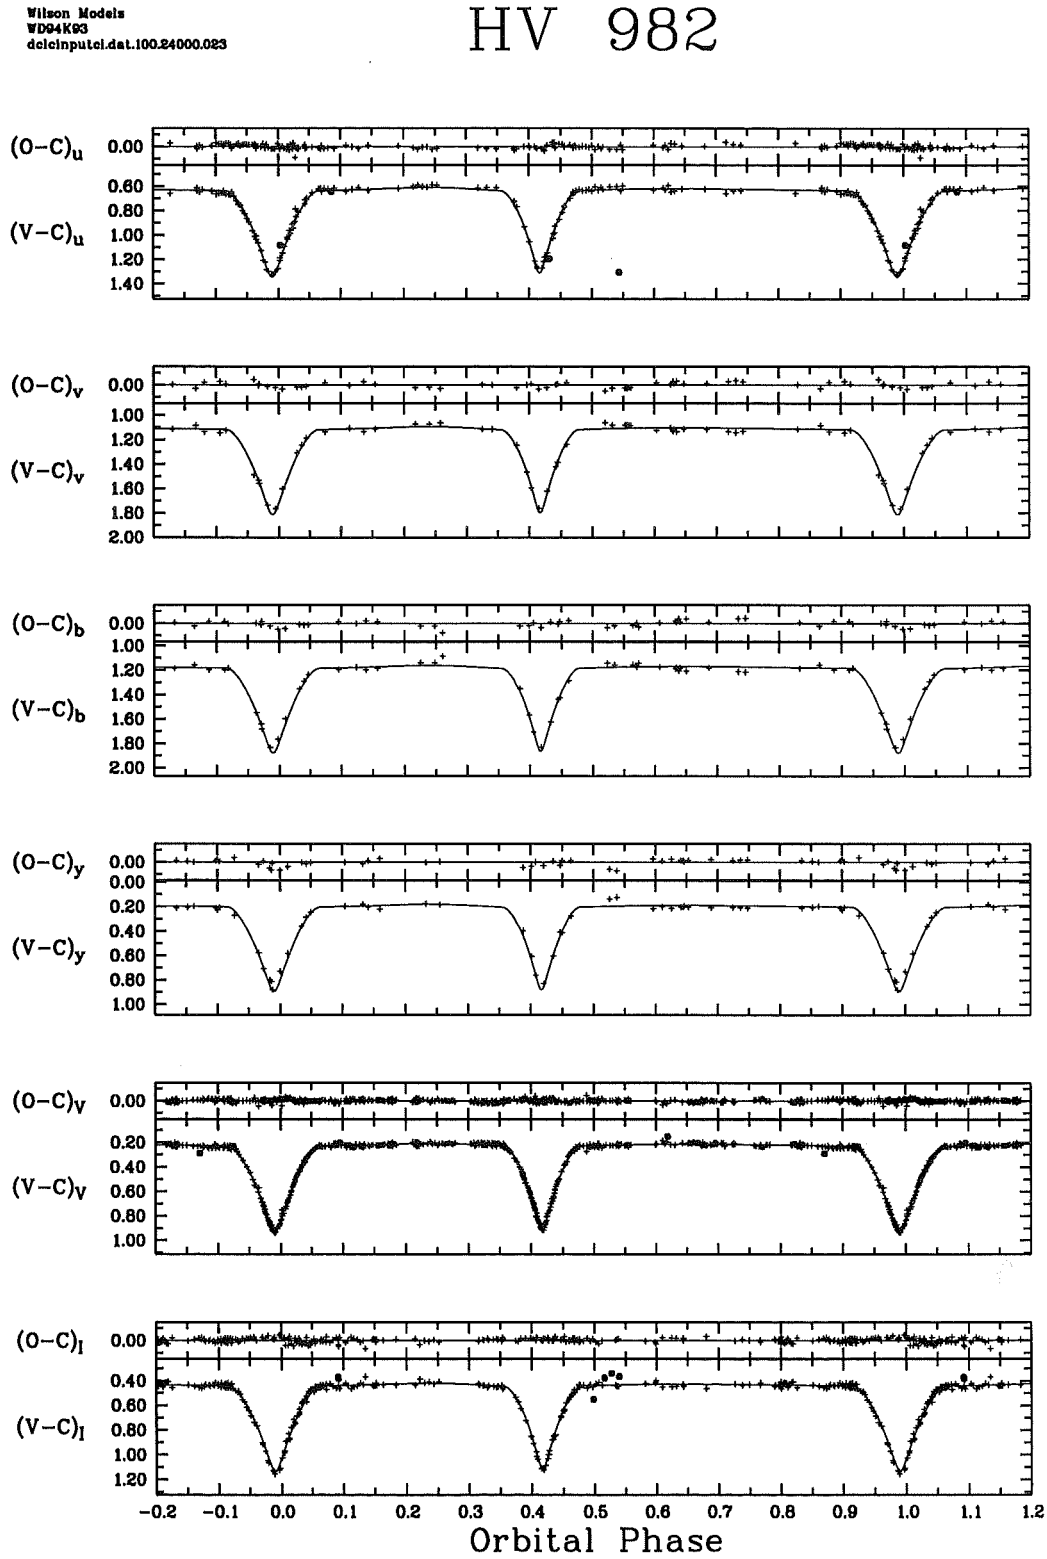 Wilson Models
WD94K93
dclcinputcl.dat.100.24000.023
HV 982
(O-C)u 0.00
(V-C)u
0.60
0.80
1.00
1.20
1.40
(O-C)v 0.00
(V-C)v
1.00
1.20
1.40
1.60
1.80
2.00
(O-C)b 0.00
(V-C)b
1.00
1.20
1.40
1.60
1.80
2.00
(O-C)y 0.00
(V-C)y
0.00
0.20
0.40
0.60
0.80
1.00
(O-C)V 0.00
(V-C)V
0.20
0.40
0.60
0.80
1.00
(O-C)I 0.00
(V-C)I
0.40
0.60
0.80
1.00
1.20
-0.2 -0.1 0.0 0.1 0.2 0.3 0.4 0.5 0.6 0.7 0.8 0.9 1.0 1.1 1.2
Orbital Phase